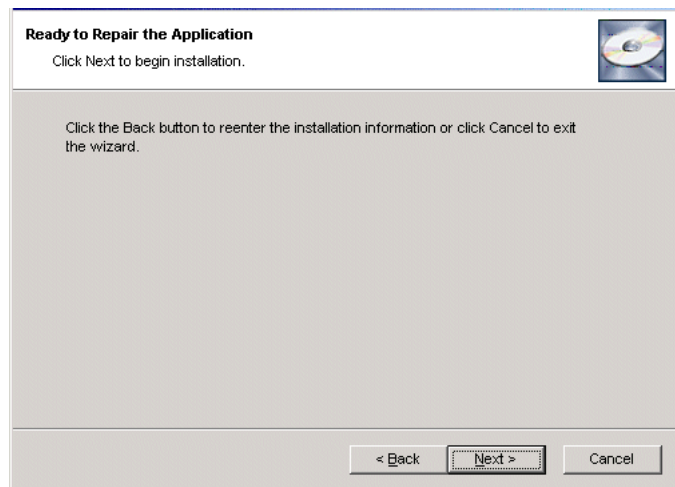 Ready to Repair the Application
Click Next to begin installation.
Click the Back button to reenter the installation information or click Cancel to exit
the wizard.
< Back
Next >
Cancel